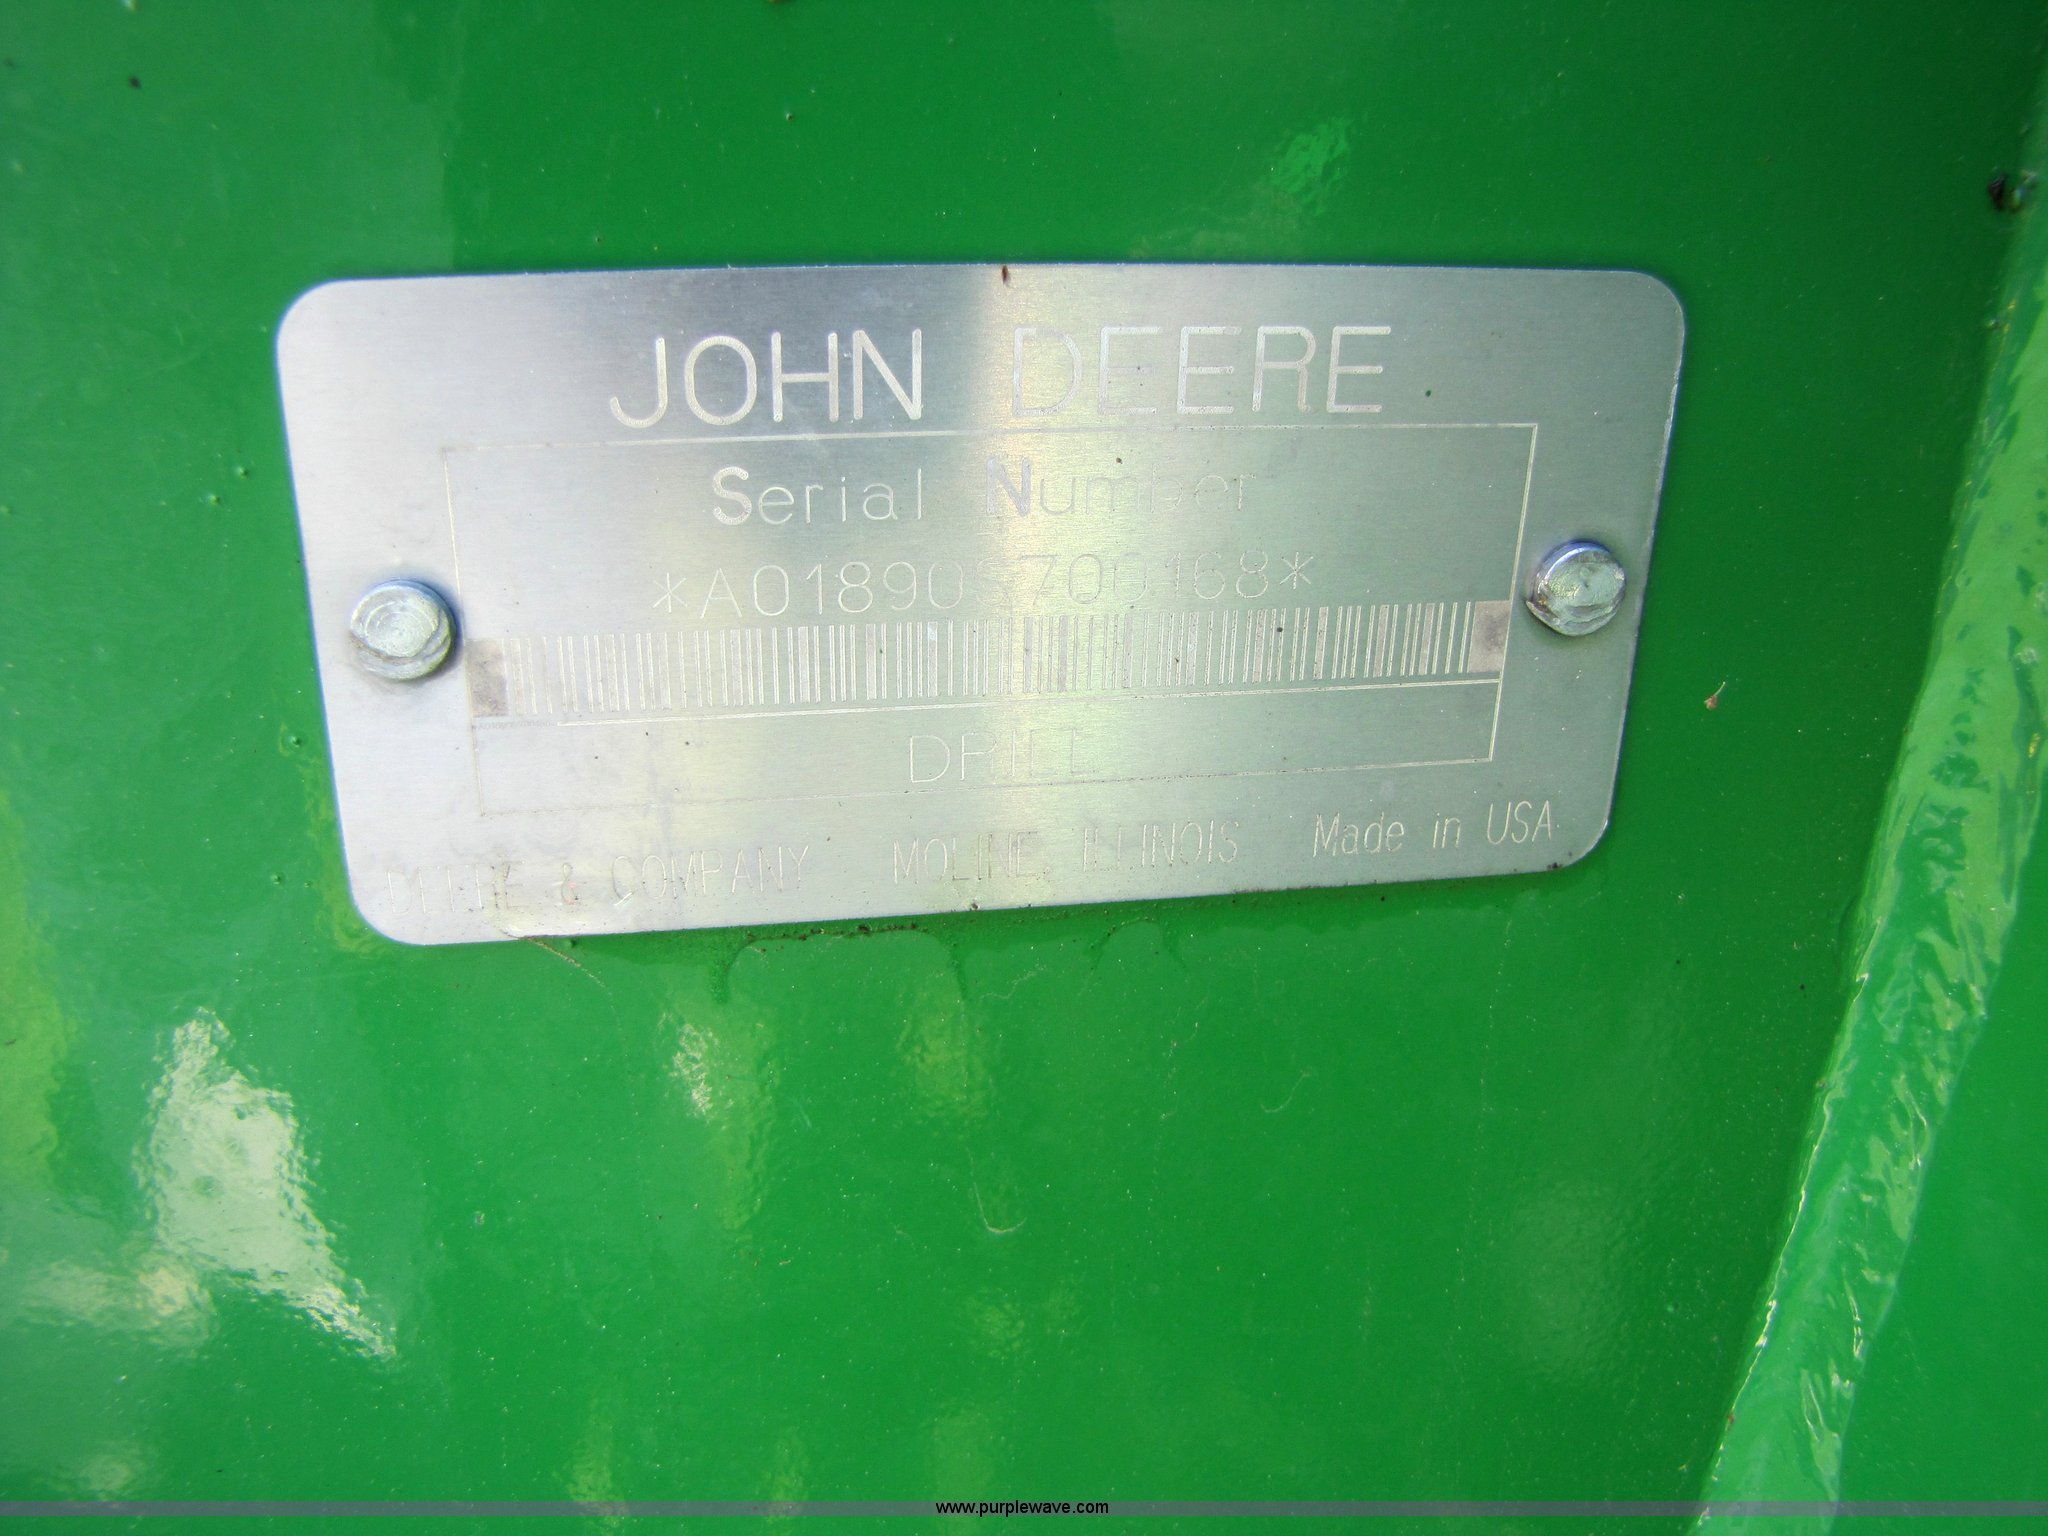 JOHN DEERE
Serial Number
DRILL
DEERE & COMPANY MOLINE, ILLINOIS Made in USA
www.purplewave.com